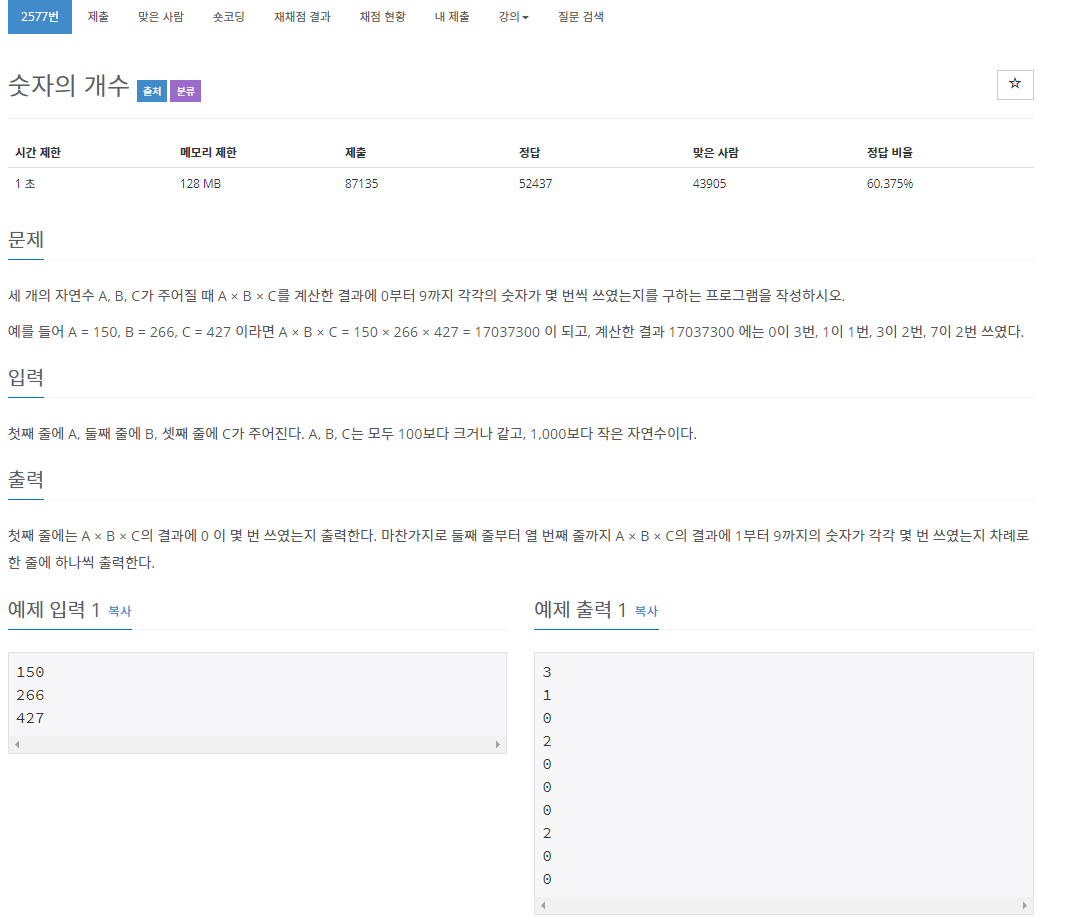 2577번 제출 맞은 사람 숏코딩 재채점 결과 채점 현황 내 제출 강의 질문 검색
숫자의 개수 출처 분류
시간 제한 메모리 제한 제출 정답 맞은 사람 정답 비율
1 초 128 MB 87135 52437 43905 60.375%
문제
세 개의 자연수 A, B, C가 주어질 때 A × B × C를 계산한 결과에 0부터 9까지 각각의 숫자가 몇 번씩 쓰였는지를 구하는 프로그램을 작성하시오.
예를 들어 A = 150, B = 266, C = 427 이라면 A × B × C = 150 × 266 × 427 = 17037300 이 되고, 계산한 결과 17037300 에는 0이 3번, 1이 1번, 3이 2번, 7이 2번 쓰였다.
입력
첫째 줄에 A, 둘째 줄에 B, 셋째 줄에 C가 주어진다. A, B, C는 모두 100보다 크거나 같고, 1,000보다 작은 자연수이다.
출력
첫째 줄에는 A × B × C의 결과에 0 이 몇 번 쓰였는지 출력한다. 마찬가지로 둘째 줄부터 열 번째 줄까지 A × B × C의 결과에 1부터 9까지의 숫자가 각각 몇 번 쓰였는지 차례로
한 줄에 하나씩 출력한다.
예제 입력 1 복사
150
266
427
예제 출력 1 복사
3
1
0
2
0
0
0
2
0
0